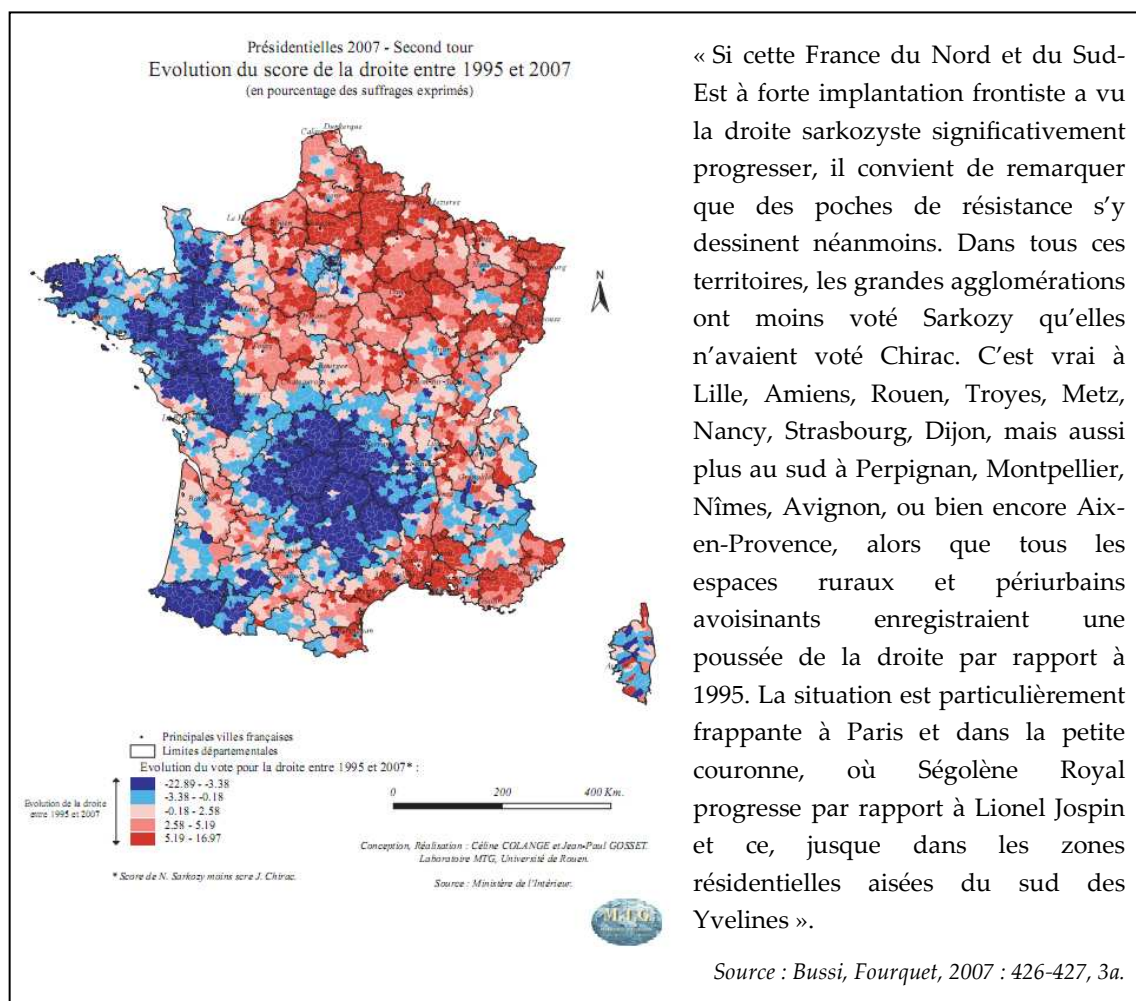 Présidentielles 2007 - Second tour
Evolution du score de la droite entre 1995 et 2007
(en pourcentage des suffrages exprimés)
Dunkerque
N
Principales villes françaises
Limites départementales
Evolution du vote pour la droite entre 1995 et 2007* :
Evolution de la droite
entre 1995 et 2007
-22.89 - -3.38
-3.38 - -0.18
-0.18 - 2.58
2.58 - 5.19
5.19 - 16.97
* Score de N. Sarkozy moins scre J. Chirac.
0 200 400 Km.
Conception, Réalisation : Céline COLANGE et Jean-Paul GOSSET.
Laboratoire MTG, Université de Rouen.
Source : Ministère de l'Intérieur.
M.T.G.
« Si cette France du Nord et du Sud-
Est à forte implantation frontiste a vu
la droite sarkozyste significativement
progresser, il convient de remarquer
que des poches de résistance s’y
dessinent néanmoins. Dans tous ces
territoires, les grandes agglomérations
ont moins voté Sarkozy qu’elles
n’avaient voté Chirac. C’est vrai à
Lille, Amiens, Rouen, Troyes, Metz,
Nancy, Strasbourg, Dijon, mais aussi
plus au sud à Perpignan, Montpellier,
Nîmes, Avignon, ou bien encore Aix-
en-Provence, alors que tous les
espaces ruraux et périurbains
avoisinants enregistraient une
poussée de la droite par rapport à
1995. La situation est particulièrement
frappante à Paris et dans la petite
couronne, où Ségolène Royal
progresse par rapport à Lionel Jospin
et ce, jusque dans les zones
résidentielles aisées du sud des
Yvelines ».
Source : Bussi, Fourquet, 2007 : 426-427, 3a.